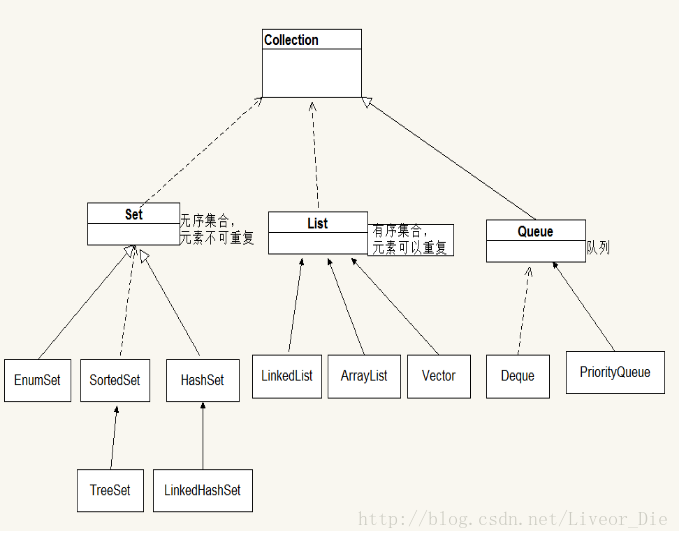 Collection
Set
无序集合，
元素不可重复
List
有序集合，
元素可以重复
Queue
队列
EnumSet
SortedSet
HashSet
LinkedList
ArrayList
Vector
Deque
PriorityQueue
TreeSet
LinkedHashSet
http://blog.csdn.net/Liveor_Die